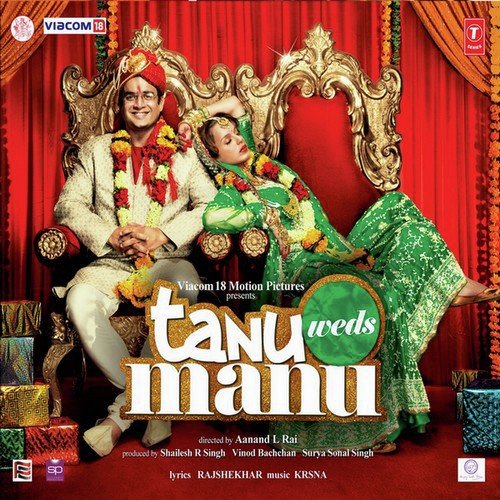 VIACOM 18
T
SERIES
Viacom 18 Motion Pictures
presents
tanu weds
manu
directed by Aanand L Rai
produced by Shailesh R Singh Vinod Bachchan Surya Sonal Singh
lyrics RAJSHEKHAR music KRSNA
sp